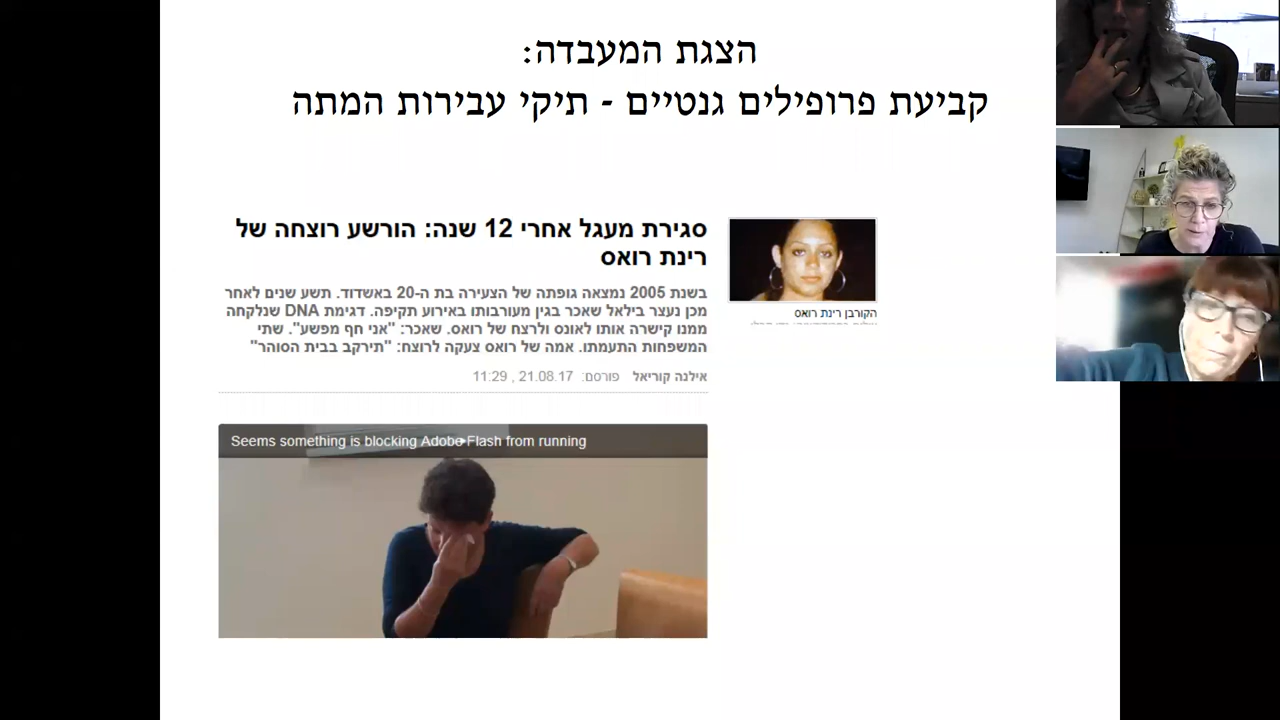 הצגת המעבדה:
קביעת פרופילים גנטיים - תיקי עבירות המתה
סגירת מעגל אחרי 12 שנה: הורשע רוצחה של
רינת רואס
בשנת 2005 נמצאה גופתה של הצעירה בת ה-20 באשדוד. תשע שנים לאחר
מכן נעצר בילאל שאכר בגין מעורבותו באירוע תקיפה. דגימת DNA שנלקחה
ממנו קישרה אותו לאונס ולרצח של רואס. שאכר: "אני חף מפשע". שתי
המשפחות התעמתו. אמה של רואס צעקה לרוצח: "תירקב בבית הסוהר"
אילנה קוריאל פורסם: 21.08.17 , 11:29
הקורבן רינת רואס
Seems something is blocking Adobe Flash from running